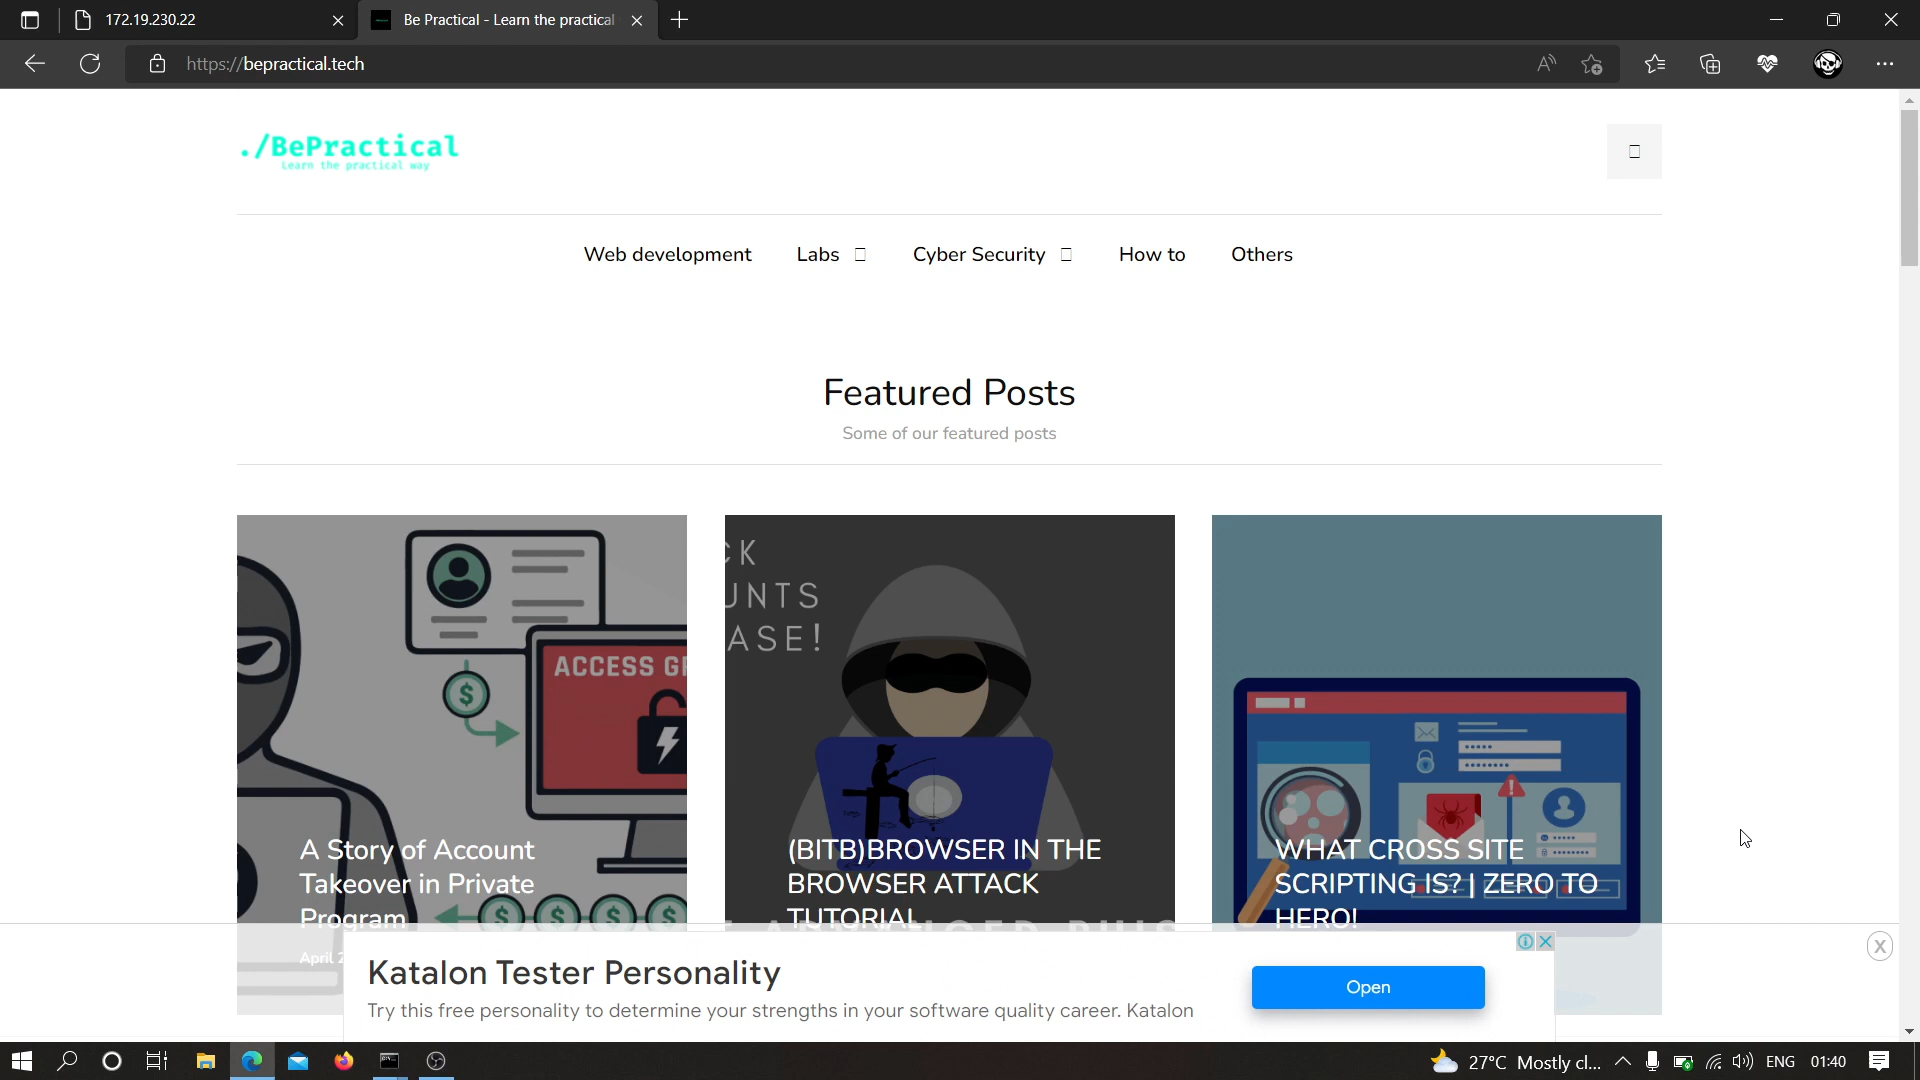 172.19.230.22
Be Practical - Learn the practical
https://bepractical.tech
./BePractical
Learn the practical way
Web development Labs Cyber Security How to Others
Featured Posts
Some of our featured posts
ACCESS GR
CK
UNTS
ASE!
A Story of Account
Takeover in Private
Program
April 2
(BITB)BROWSER IN THE
BROWSER ATTACK
TUTORIAL
WHAT CROSS SITE
SCRIPTING IS? | ZERO TO
HERO!
Katalon Tester Personality
Try this free personality to determine your strengths in your software quality career. Katalon
Open
X
27°C Mostly cl... ENG 01:40